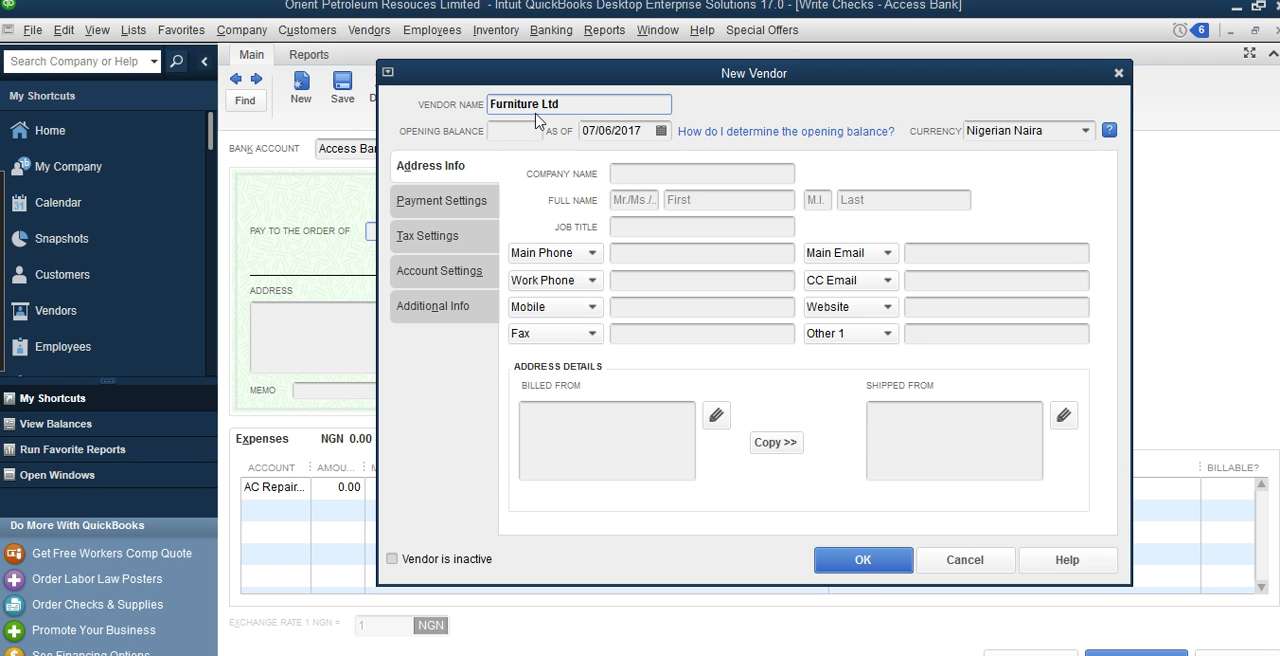 Orient Petroleum Resouces Limited - Intuit QuickBooks Desktop Enterprise Solutions 17.0 - [Write Checks - Access Bank]
File Edit View Lists Favorites Company Customers Vendors Employees Inventory Banking Reports Window Help Special Offers 6
Search Company or Help
Main Reports
My Shortcuts
Find New Save
Home
My Company
Calendar
Snapshots
Customers
Vendors
Employees
My Shortcuts
View Balances
Run Favorite Reports
Open Windows
Do More With QuickBooks
Get Free Workers Comp Quote
Order Labor Law Posters
Order Checks & Supplies
Promote Your Business
See Financing Options
BANK ACCOUNT Access Ban
PAY TO THE ORDER OF
ADDRESS
MEMO
Expenses NGN 0.00
ACCOUNT AMOU... BILLABLE?
AC Repair... 0.00
EXCHANGE RATE 1 NGN = 1 NGN
New Vendor
VENDOR NAME Furniture Ltd
OPENING BALANCE AS OF 07/06/2017 How do I determine the opening balance? CURRENCY Nigerian Naira ?
Address Info
Payment Settings
Tax Settings
Account Settings
Additional Info
COMPANY NAME
FULL NAME Mr./Ms./.. First M.I. Last
JOB TITLE
Main Phone Main Email
Work Phone CC Email
Mobile Website
Fax Other 1
ADDRESS DETAILS
BILLED FROM SHIPPED FROM
Copy >>
Vendor is inactive
OK Cancel Help